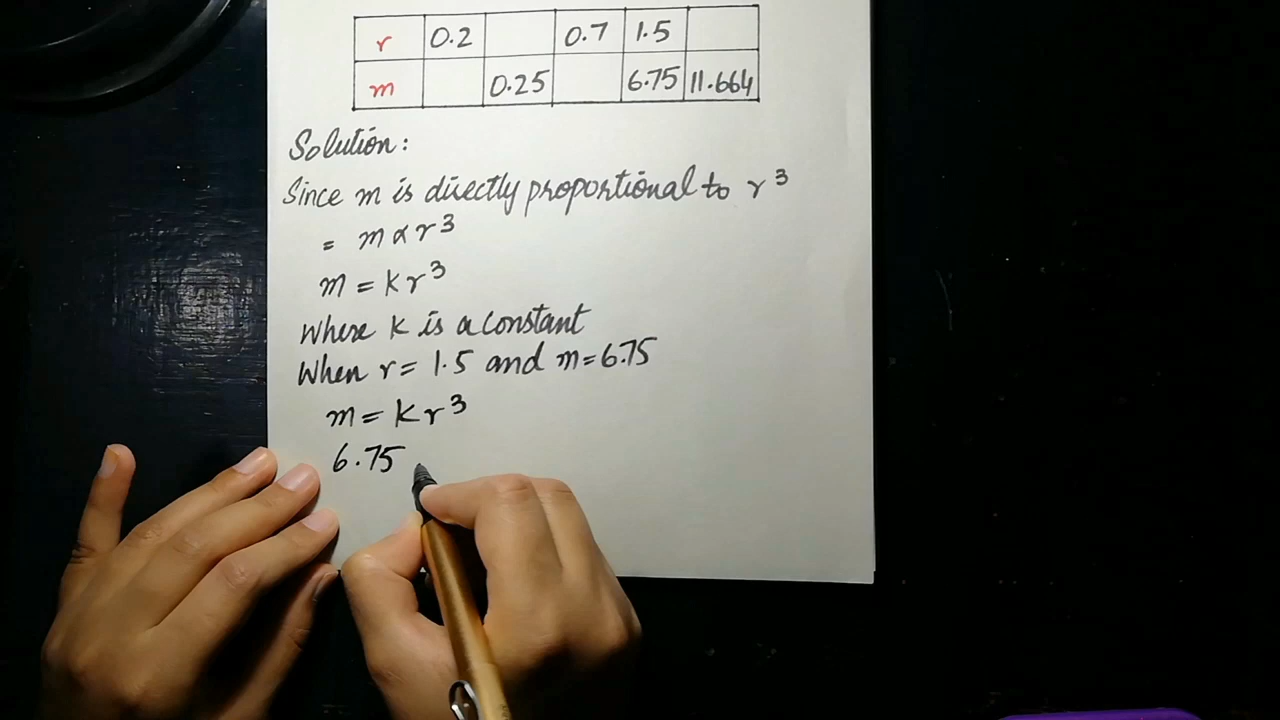 r 0.2 0.7 1.5
m 0.25 6.75 11.664
Solution:
Since m is directly proportional to r³
= m ∝ r³
m = kr³
Where k is a constant
When r = 1.5 and m = 6.75
m = kr³
6.75